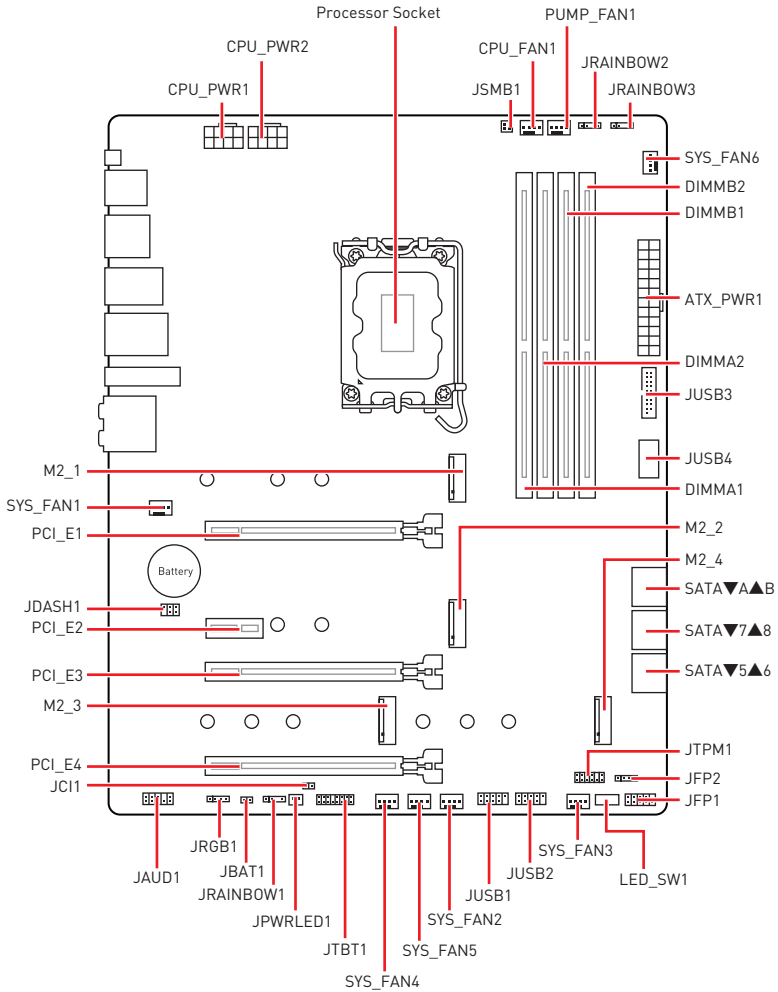 Processor Socket
PUMP_FAN1
CPU_PWR2
CPU_FAN1
JRAINBOW2
CPU_PWR1
JSMB1
JRAINBOW3
SYS_FAN6
DIMMB2
DIMMB1
ATX_PWR1
DIMMA2
JUSB3
JUSB4
M2_1
DIMMA1
SYS_FAN1
PCI_E1
M2_2
M2_4
Battery
SATA▼A▲B
JDASH1
PCI_E2
SATA▼7▲8
PCI_E3
SATA▼5▲6
M2_3
JTPM1
PCI_E4
JFP2
JCI1
JFP1
JRGB1
SYS_FAN3
JBAT1
JUSB2
JAUD1
LED_SW1
JRAINBOW1
JUSB1
JPWRLED1
SYS_FAN2
JTBT1
SYS_FAN5
SYS_FAN4